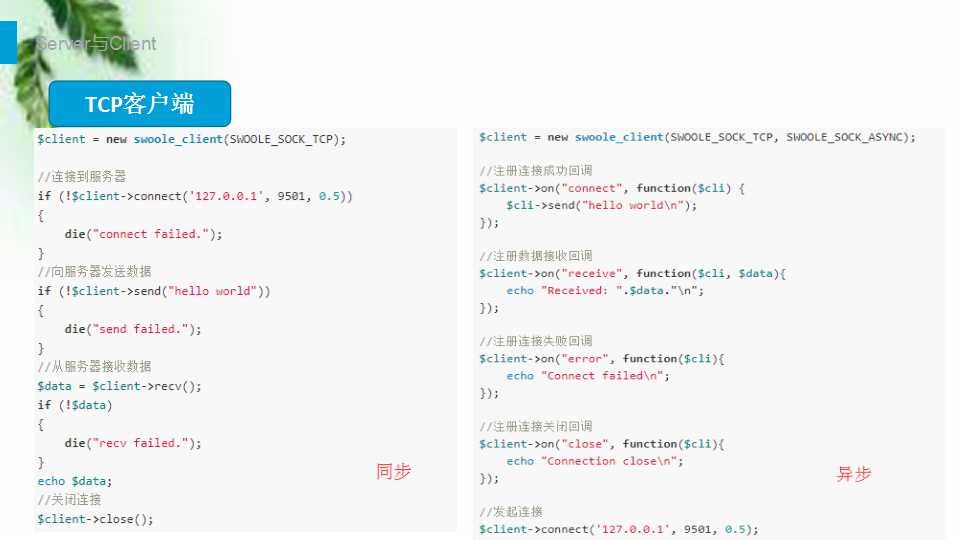 Server与Client
TCP客户端
$client = new swoole_client(SWOOLE_SOCK_TCP);
//连接到服务器
if (!$client->connect('127.0.0.1', 9501, 0.5))
{
    die("connect failed.");
}
//向服务器发送数据
if (!$client->send("hello world"))
{
    die("send failed.");
}
//从服务器接收数据
$data = $client->recv();
if (!$data)
{
    die("recv failed.");
}
echo $data;
//关闭连接
$client->close();
同步
$client = new swoole_client(SWOOLE_SOCK_TCP, SWOOLE_SOCK_ASYNC);
//注册连接成功回调
$client->on("connect", function($cli) {
    $cli->send("hello world\n");
});
//注册数据接收回调
$client->on("receive", function($cli, $data){
    echo "Received: ".$data."\n";
});
//注册连接失败回调
$client->on("error", function($cli){
    echo "Connect failed\n";
});
//注册连接关闭回调
$client->on("close", function($cli){
    echo "Connection close\n";
});
//发起连接
$client->connect('127.0.0.1', 9501, 0.5);
异步